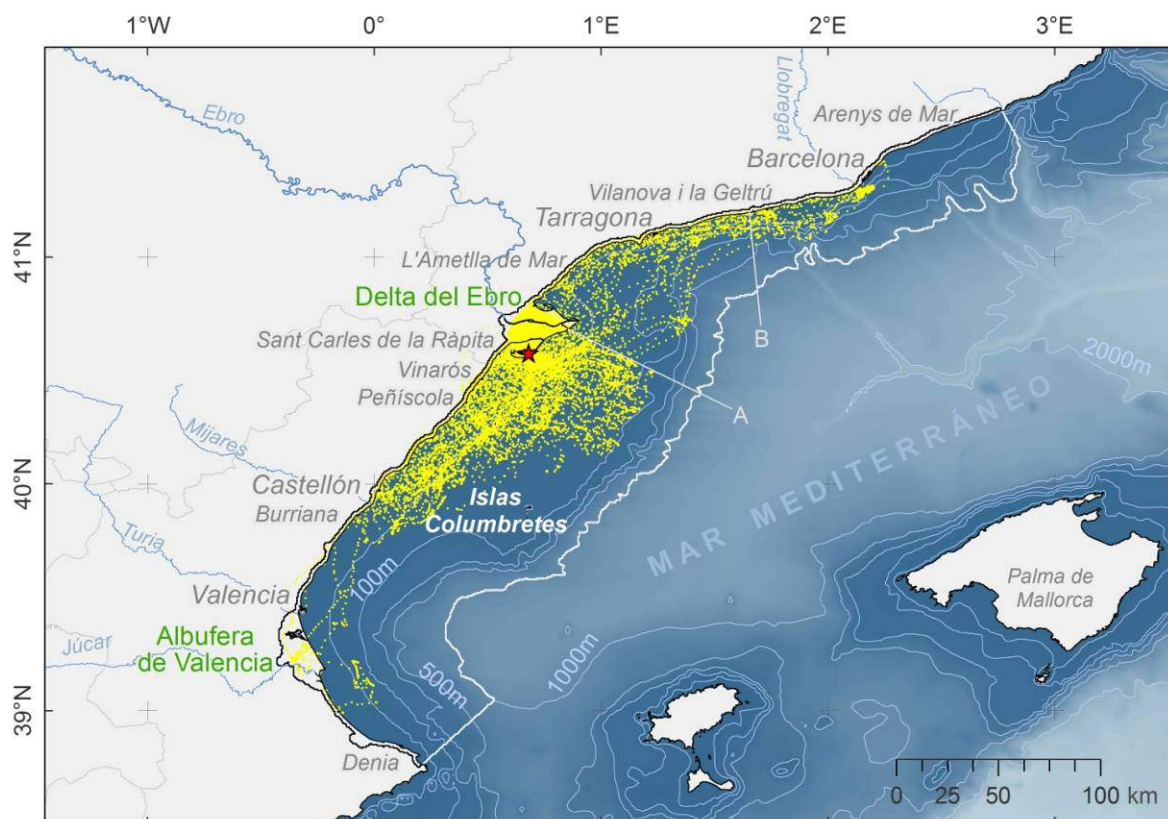 1°W 0° 1°E 2°E 3°E
41°N
40°N
39°N
Ebro
Llobregat
Arenys de Mar
Barcelona
Vilanova i la Geltrú
Tarragona
L'Ametlla de Mar
Delta del Ebro
Sant Carles de la Ràpita
Vinarós
Peñíscola
B
A
2000m
Mijares
Castellón
Burriana
Islas
Columbretes
MAR MEDITERRÁNEO
Turia
100m
Valencia
Palma de
Mallorca
Albufera
de Valencia
Júcar
500m
1000m
Denia
0 25 50 100 km